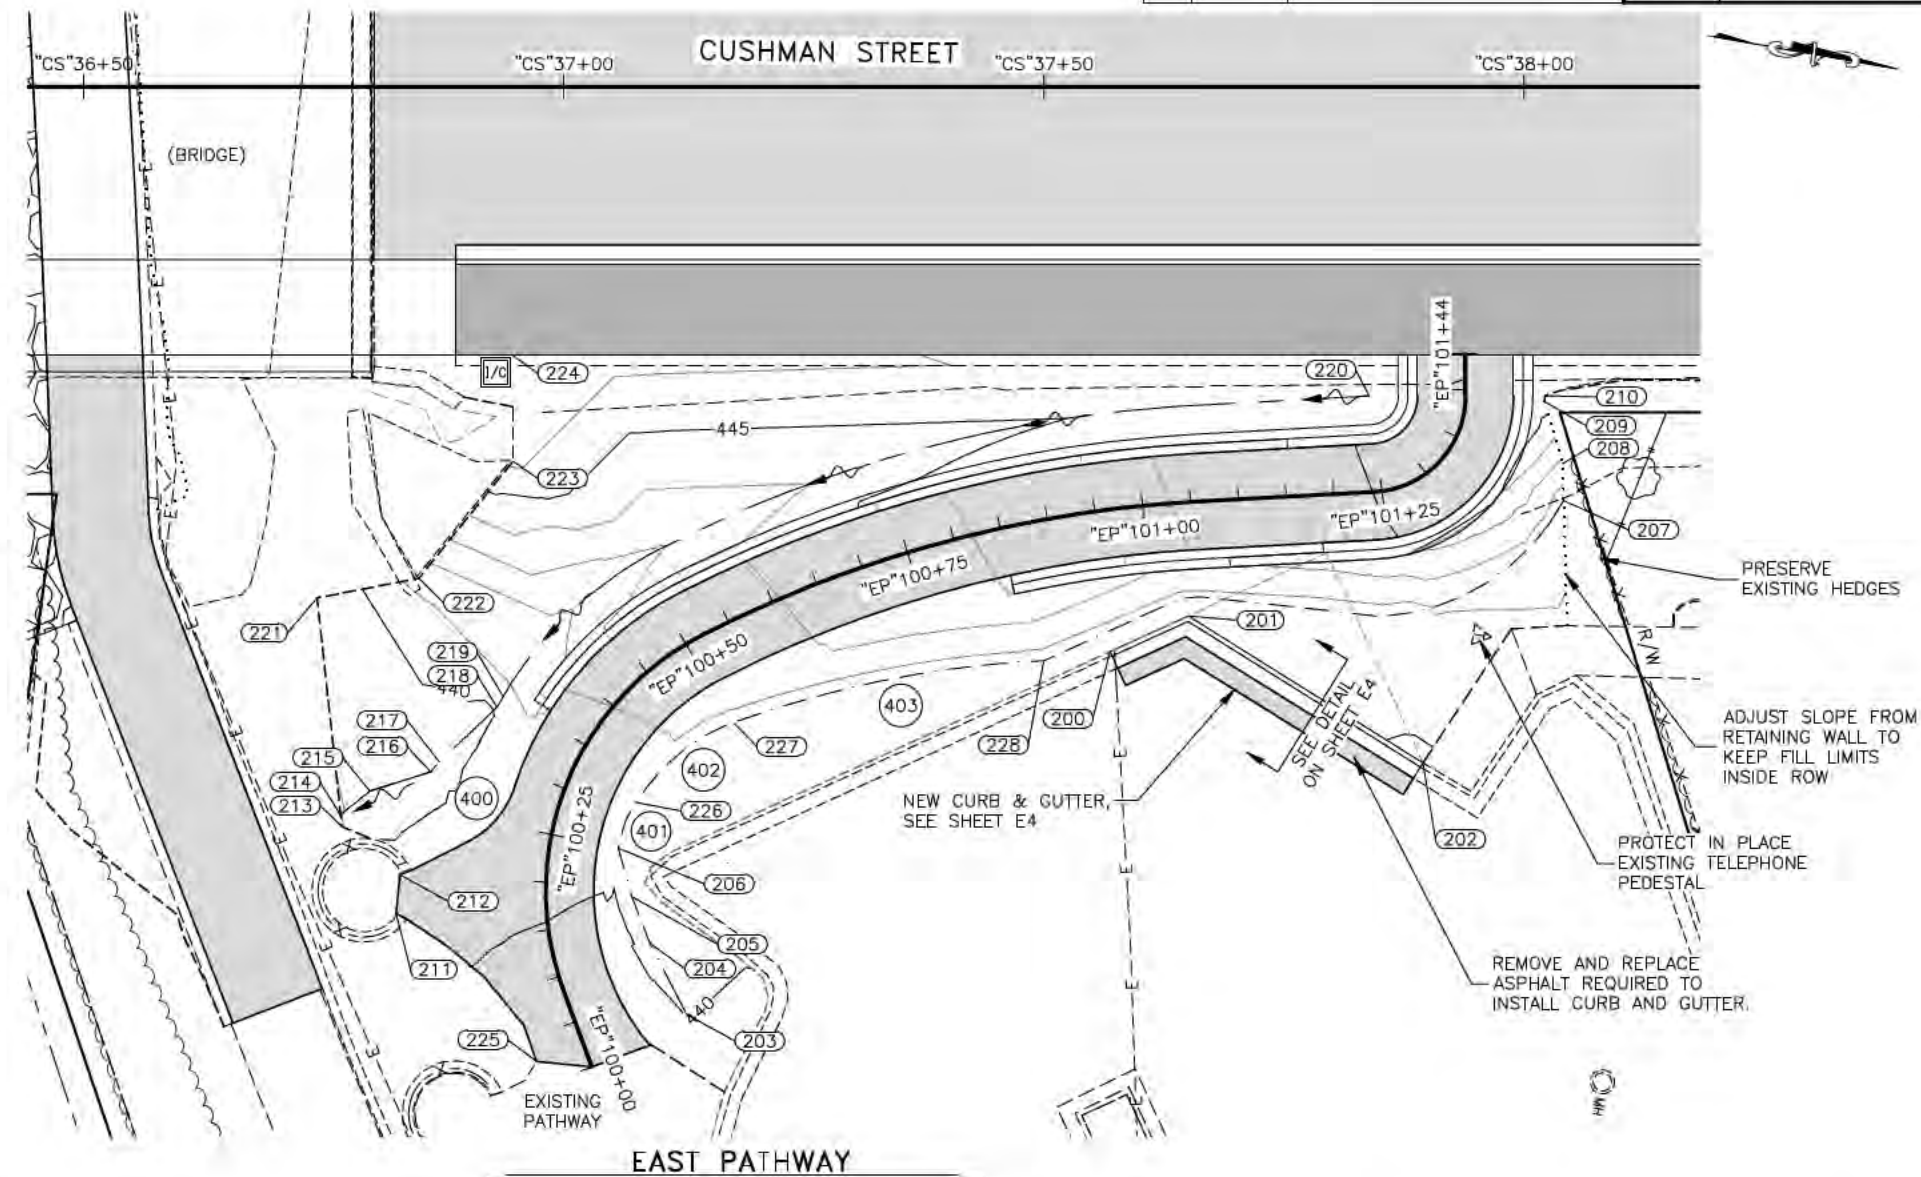 CUSHMAN STREET
"CS"36+50
"CS"37+00
"CS"37+50
"CS"38+00
(BRIDGE)
"EP"101+44
I/C
224
220
210
209
208
445
223
207
"EP"101+25
"EP"101+00
"EP"100+75
PRESERVE
EXISTING HEDGES
222
221
201
219
218
440
"EP"100+50
R/W
403
200
228
217
216
227
SEE DETAIL
ON SHEET E4
ADJUST SLOPE FROM
RETAINING WALL TO
KEEP FILL LIMITS
INSIDE ROW
215
214
213
402
400
226
401
NEW CURB & GUTTER,
SEE SHEET E4
202
"EP"100+25
PROTECT IN PLACE
EXISTING TELEPHONE
PEDESTAL
206
212
205
211
204
440
REMOVE AND REPLACE
ASPHALT REQUIRED TO
INSTALL CURB AND GUTTER.
225
203
"EP"100+00
EXISTING
PATHWAY
MH
E
E
E
E
E
E
E
E
EAST PATHWAY